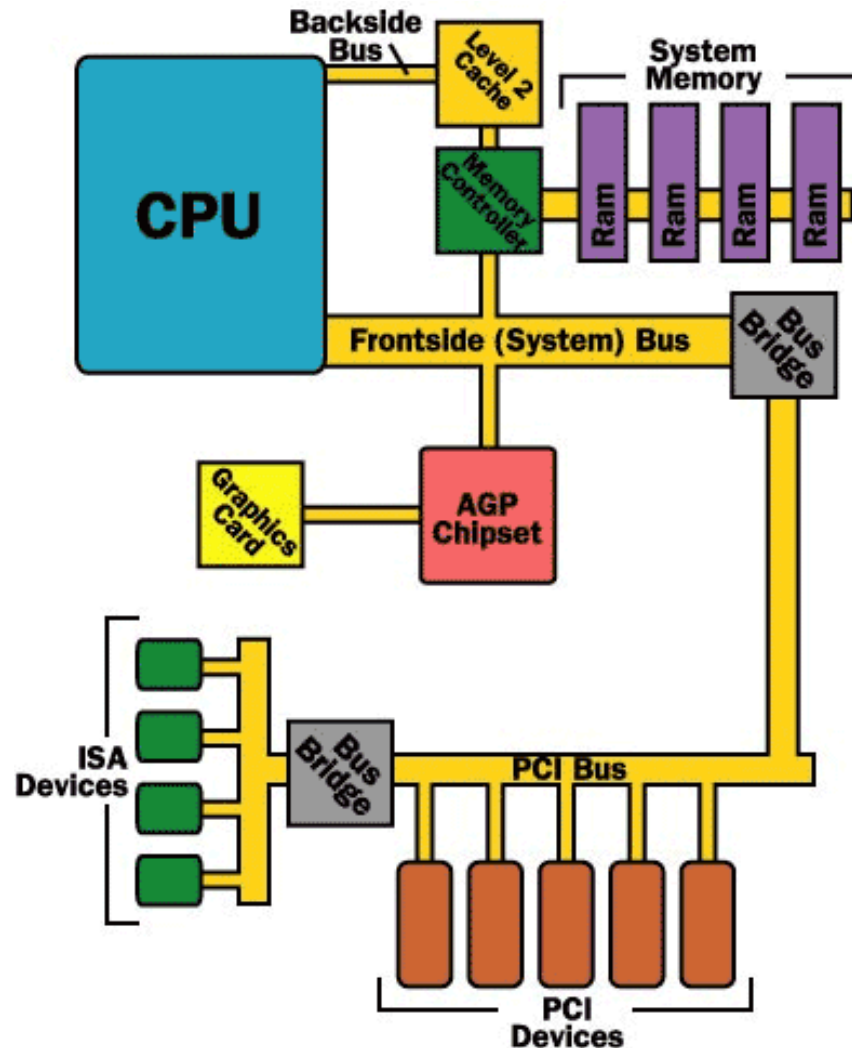 Backside
Bus
Level 2
Cache
System
Memory
CPU
Memory
Controller
Ram
Ram
Ram
Ram
Frontside (System) Bus
Bus
Bridge
Graphics
Card
AGP
Chipset
ISA
Devices
Bus
Bridge
PCI Bus
PCI
Devices